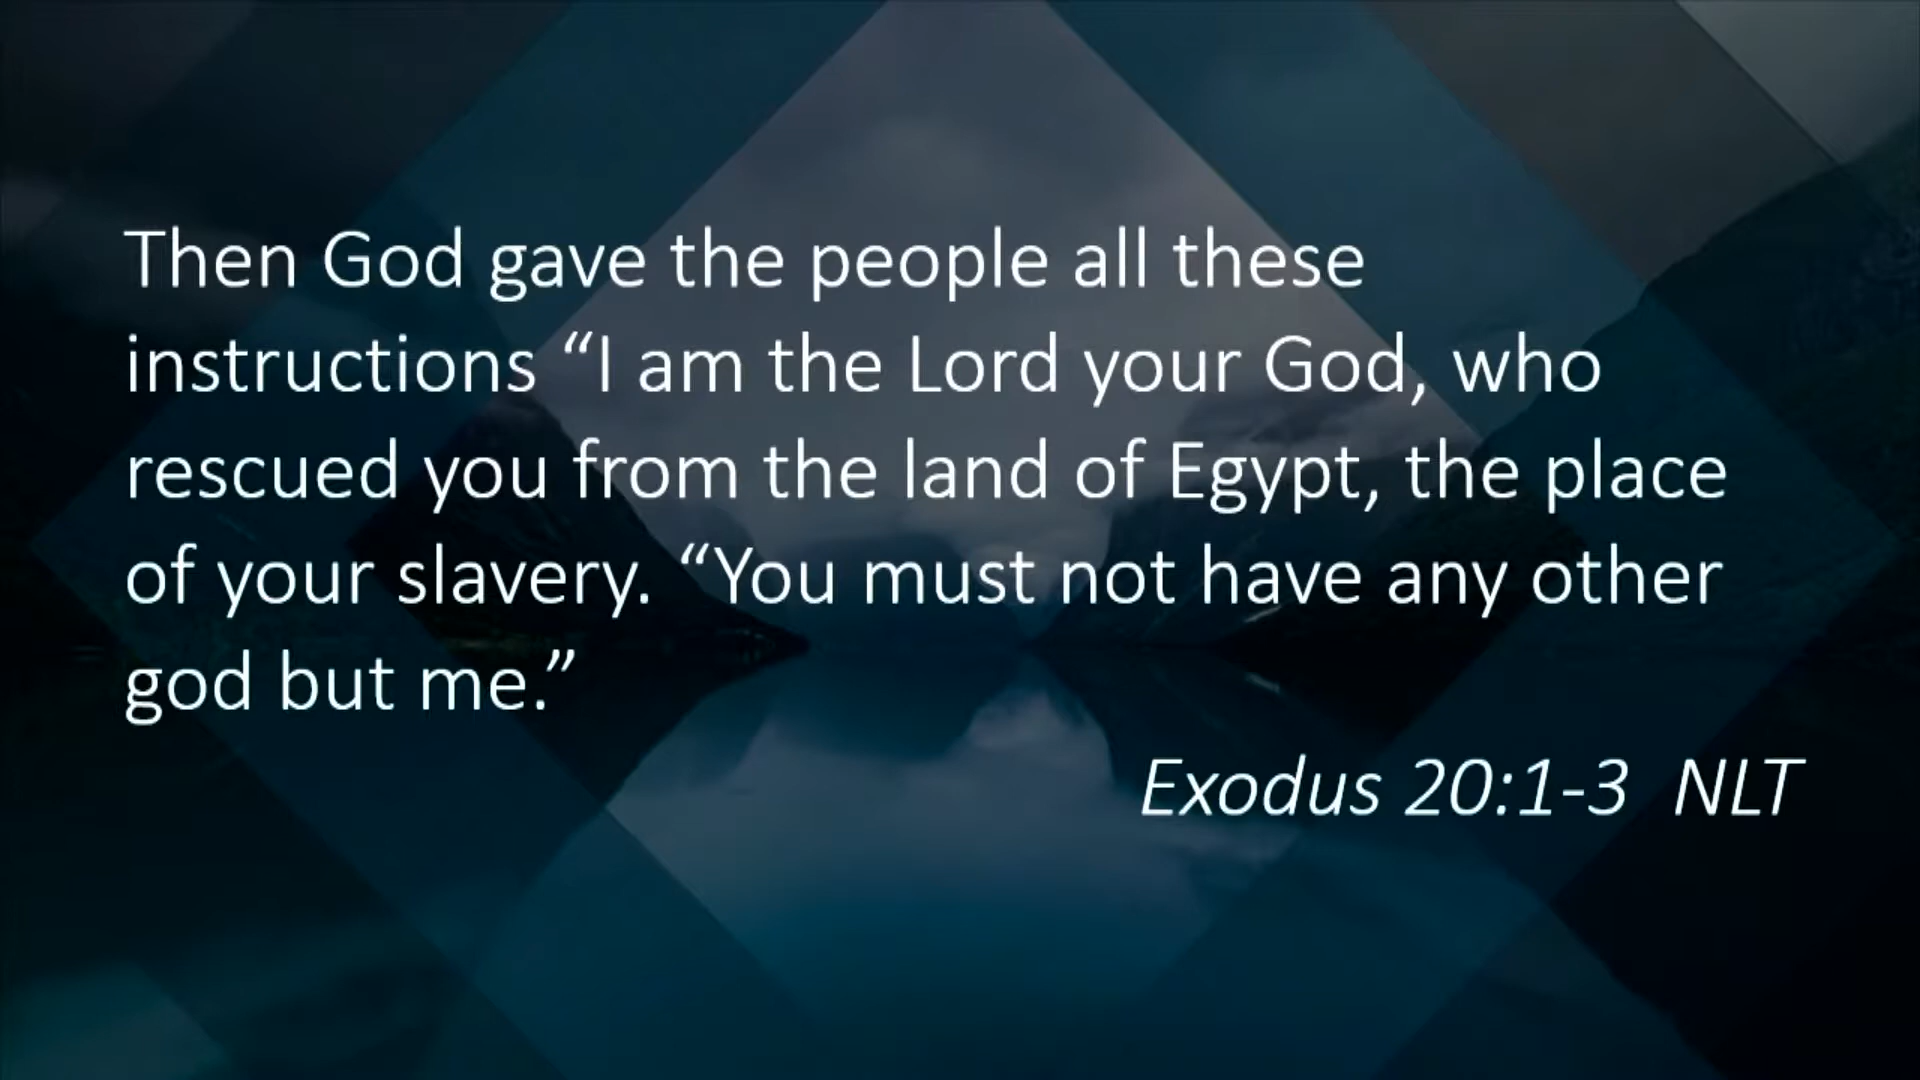 Then God gave the people all these
instructions “I am the Lord your God, who
rescued you from the land of Egypt, the place
of your slavery. “You must not have any other
god but me.”
Exodus 20:1-3 NLT